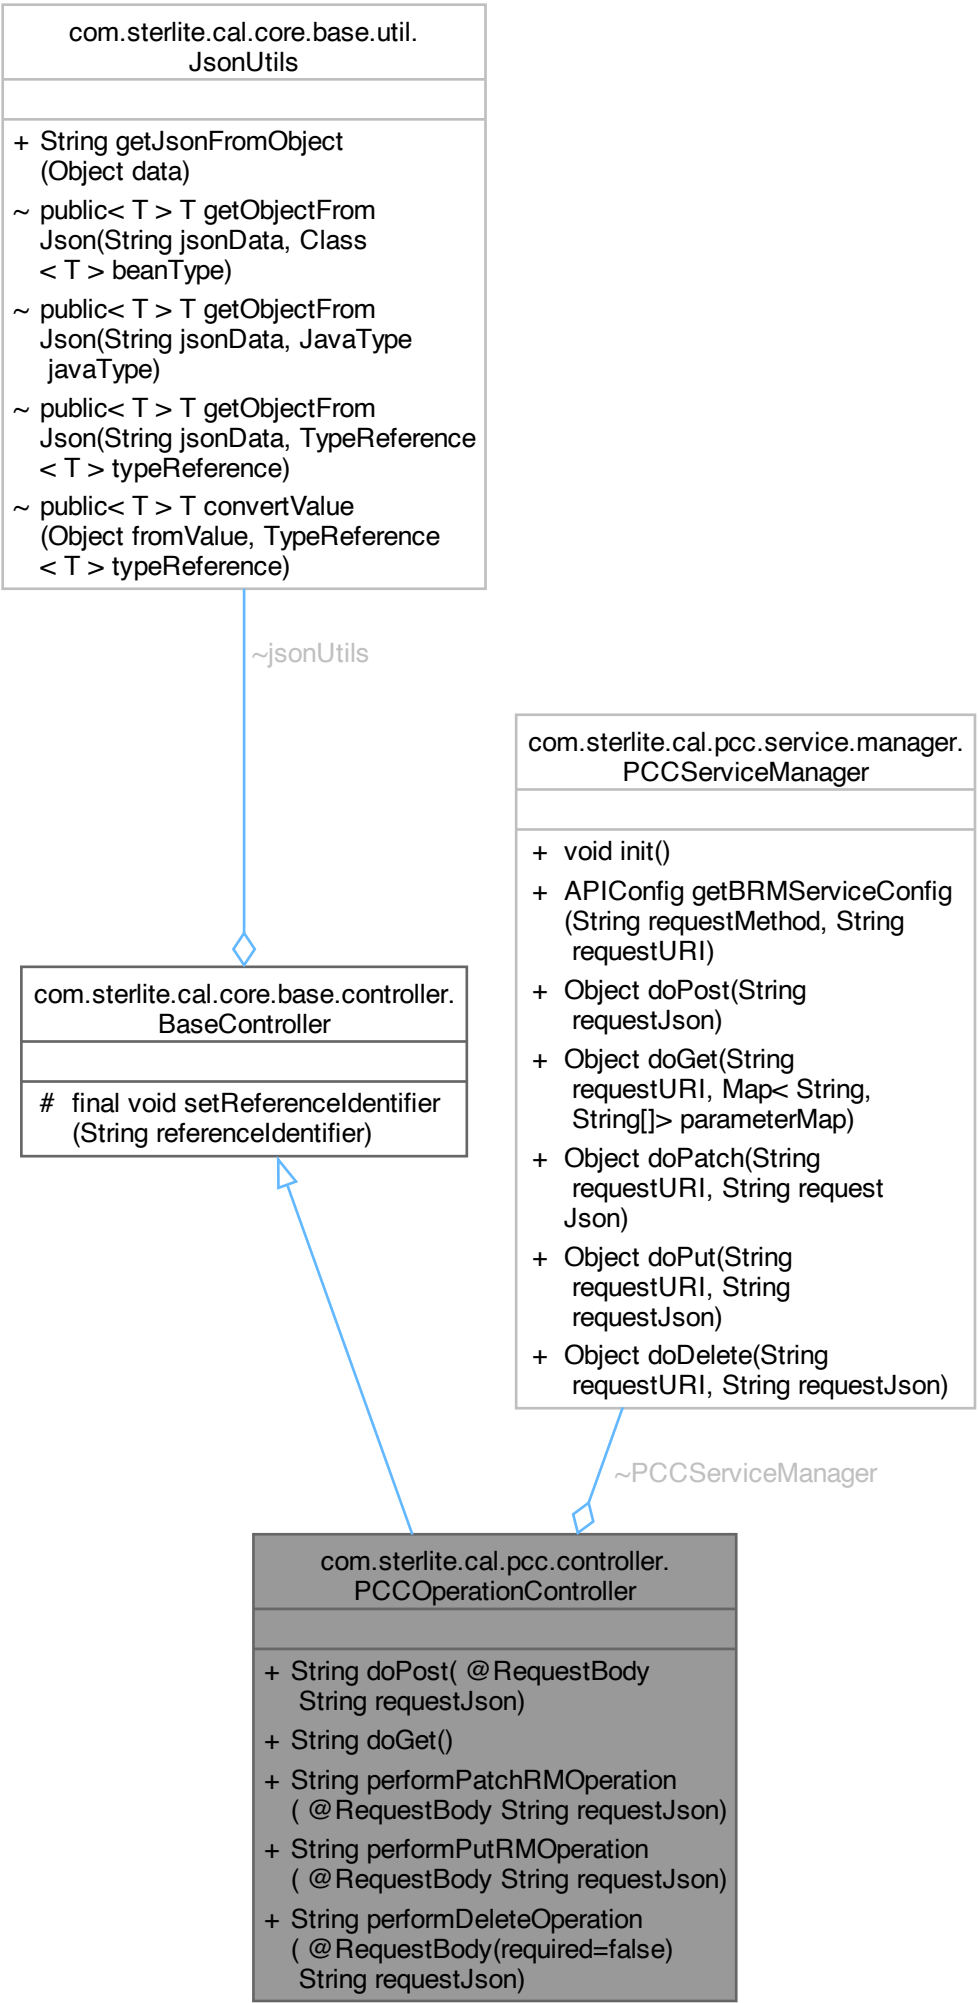 com.sterlite.cal.core.base.util.
JsonUtils
+ String getJsonFromObject
(Object data)
~ public< T > T getObjectFrom
Json(String jsonData, Class
< T > beanType)
~ public< T > T getObjectFrom
Json(String jsonData, JavaType
javaType)
~ public< T > T getObjectFrom
Json(String jsonData, TypeReference
< T > typeReference)
~ public< T > T convertValue
(Object fromValue, TypeReference
< T > typeReference)
~jsonUtils
com.sterlite.cal.pcc.service.manager.
PCCServiceManager
+ void init()
+ APIConfig getBRMServiceConfig
(String requestMethod, String
requestURI)
+ Object doPost(String
requestJson)
+ Object doGet(String
requestURI, Map< String,
String[]> parameterMap)
+ Object doPatch(String
requestURI, String request
Json)
+ Object doPut(String
requestURI, String
requestJson)
+ Object doDelete(String
requestURI, String requestJson)
com.sterlite.cal.core.base.controller.
BaseController
# final void setReferenceIdentifier
(String referenceIdentifier)
~PCCServiceManager
com.sterlite.cal.pcc.controller.
PCCOperationController
+ String doPost( @RequestBody
String requestJson)
+ String doGet()
+ String performPatchRMOperation
( @RequestBody String requestJson)
+ String performPutRMOperation
( @RequestBody String requestJson)
+ String performDeleteOperation
( @RequestBody(required=false)
String requestJson)